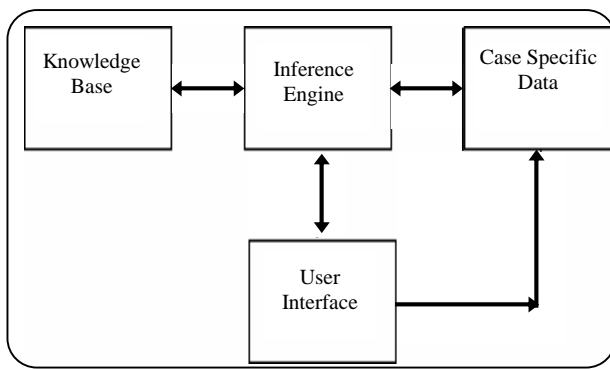 Knowledge
Base
Inference
Engine
Case Specific
Data
User
Interface